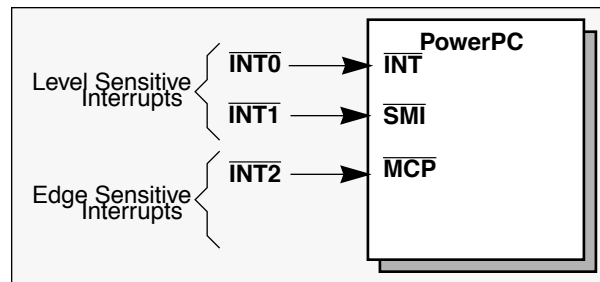 PowerPC
Level Sensitive
Interrupts
INT0
INT
INT1
SMI
INT2
MCP
Edge Sensitive
Interrupts